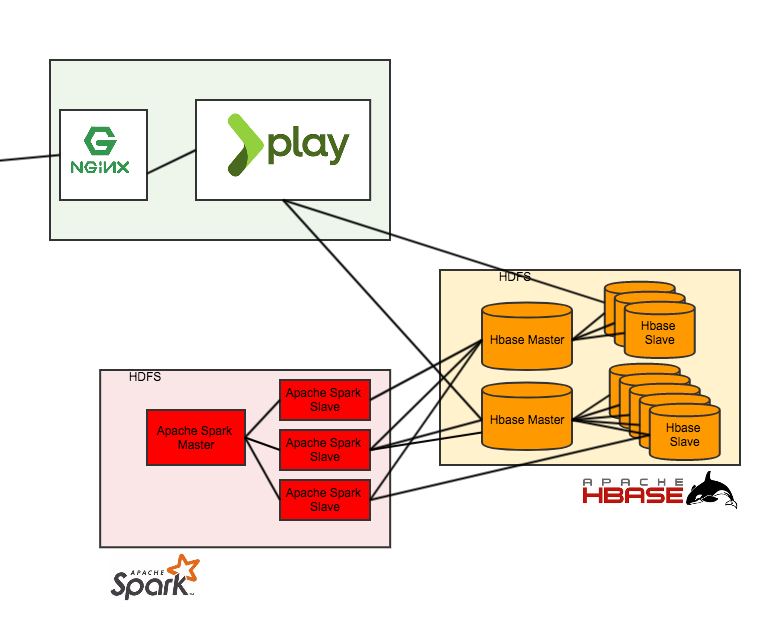 NGiNX
play
HDFS
Hbase Master
Hbase
Slave
Hbase Master
Hbase
Slave
APACHE
HBASE
HDFS
Apache Spark
Master
Apache Spark
Slave
Apache Spark
Slave
Apache Spark
Slave
APACHE
Spark™